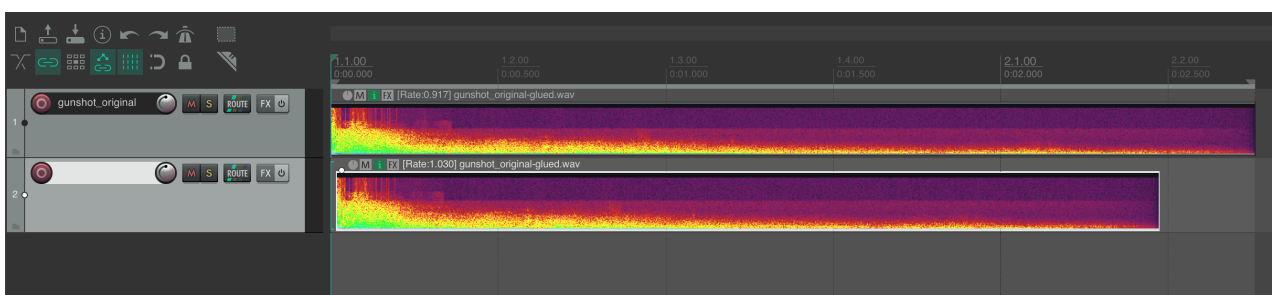 1.1.00 1.2.00 1.3.00 1.4.00 2.1.00 2.2.00
0:00.000 0:00.500 0:01.000 0:01.500 0:02.000 0:02.500
gunshot_original M S ROUTE FX
M i FX [Rate:0.917] gunshot_original-glued.wav
1
M i FX [Rate:1.030] gunshot_original-glued.wav
M S ROUTE FX
2